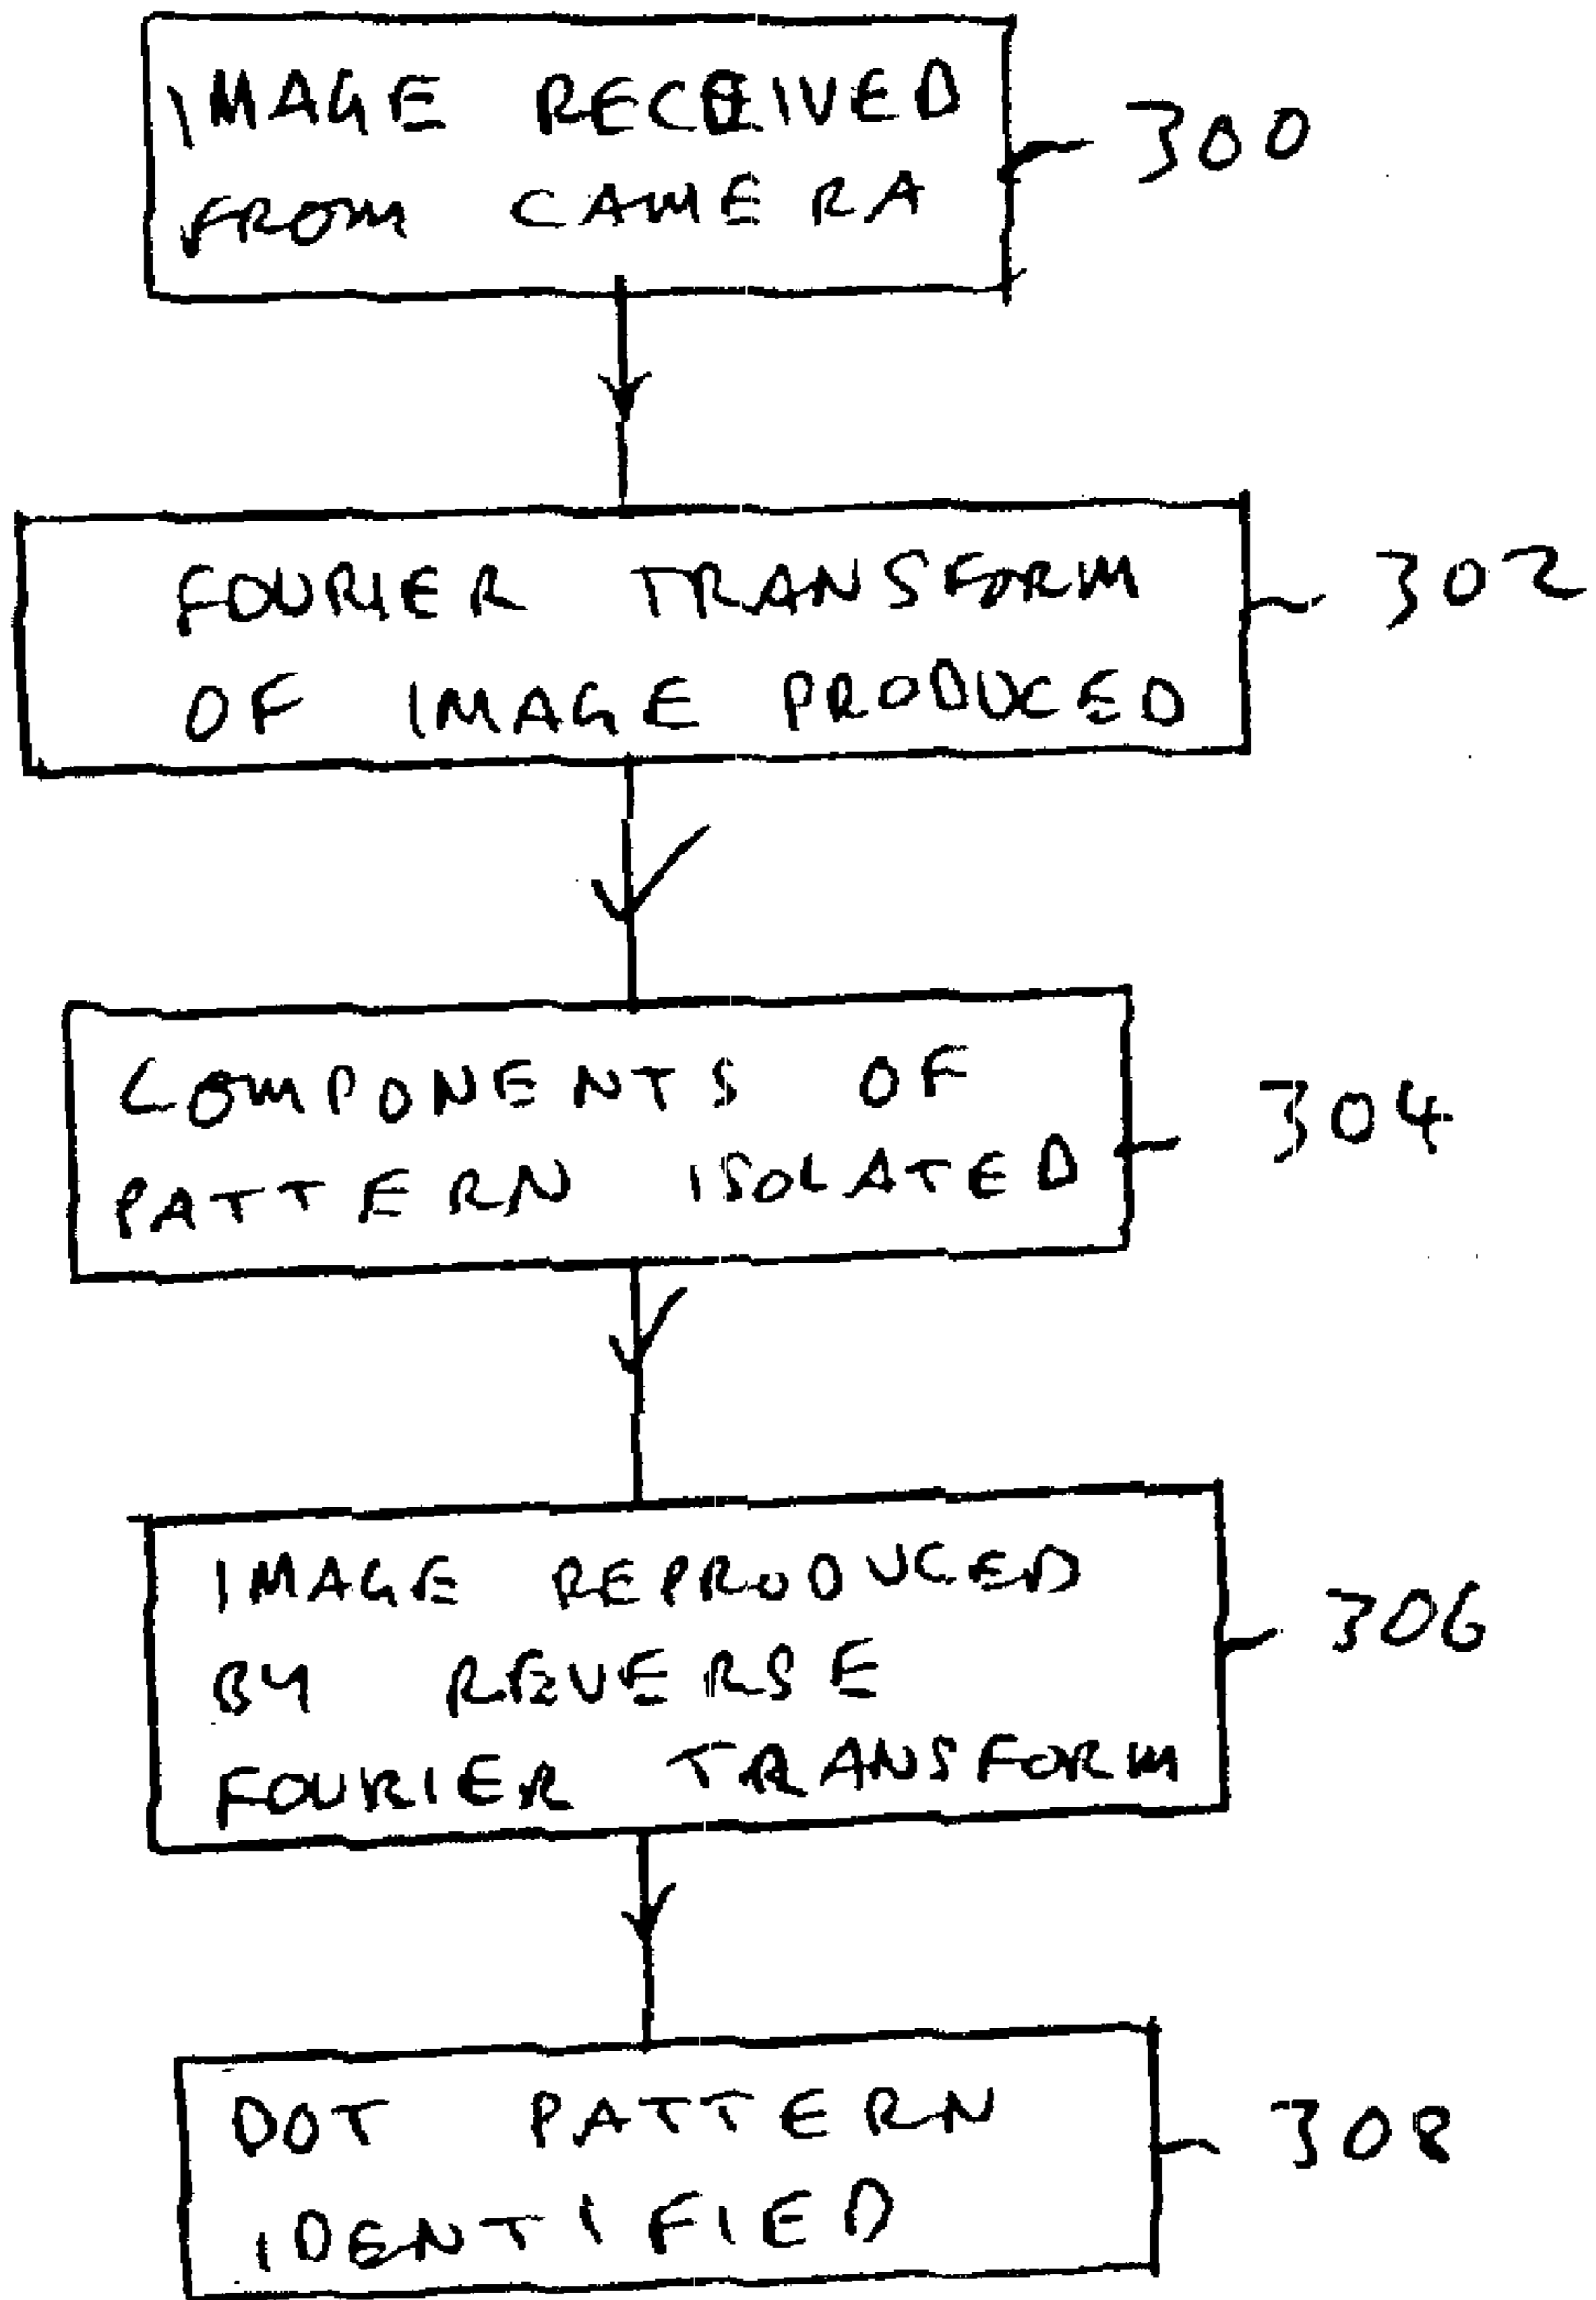 IMAGE RECEIVED
FROM CAMERA
300
FOURIER TRANSFORM
OF IMAGE PRODUCED
302
COMPONENTS OF
PATTERN ISOLATED
304
IMAGE REPRODUCED
BY REVERSE
FOURIER TRANSFORM
306
DOT PATTERN
IDENTIFIED
308